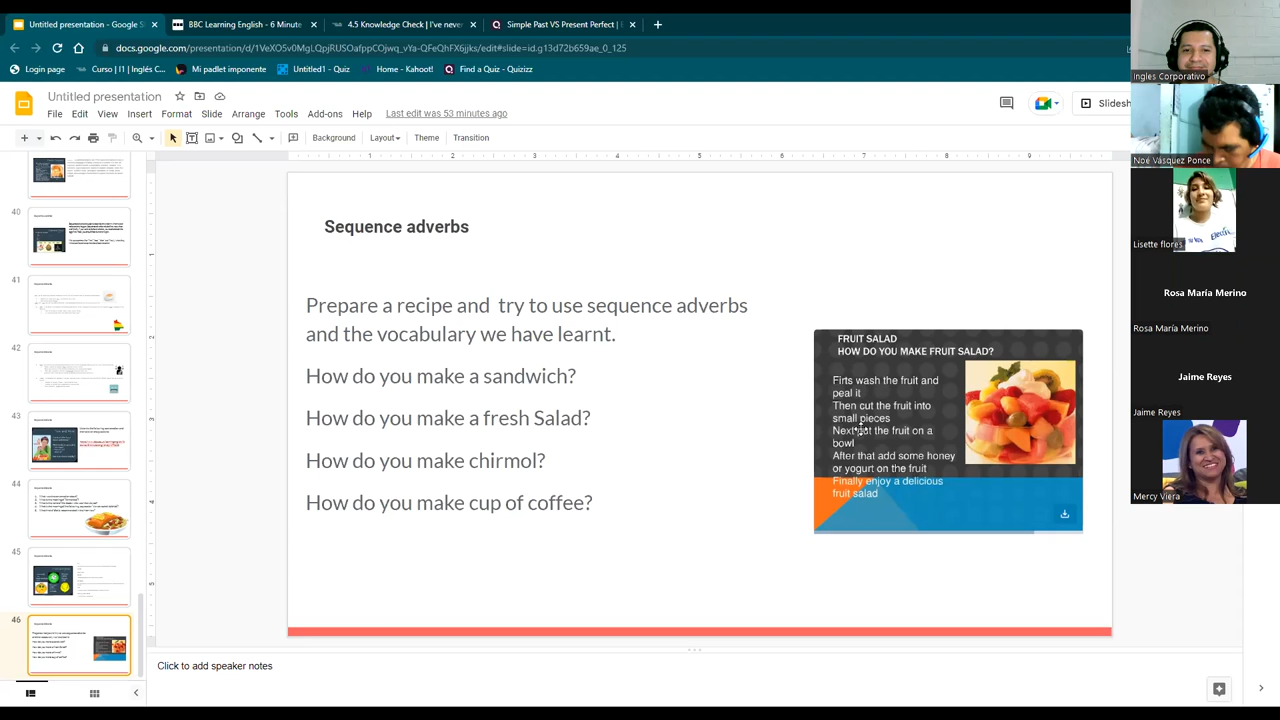 Untitled presentation - Google S
BBC Learning English - 6 Minute
4.5 Knowledge Check | I've never
Simple Past VS Present Perfect |
docs.google.com/presentation/d/1VeXO5v0MgLQpjRUSOafppCOjwq_vYa-QFeQhFX6jjks/edit#slide=id.g13d72b659ae_0_125
Login page
Curso | I1 | Inglés C...
Mi padlet imponente
Untitled1 - Quiz
Home - Kahoot!
Find a Quiz - Quizizz
Untitled presentation
File Edit View Insert Format Slide Arrange Tools Add-ons Help
Last edit was 53 minutes ago
Slidesh
Background Layout Theme Transition
40
41
42
43
44
45
46
Sequence adverbs
Prepare a recipe and try to use sequence adverbs
and the vocabulary we have learnt.
How do you make a sandwich?
How do you make a fresh Salad?
How do you make chirmol?
How do you make cup of coffee?
FRUIT SALAD
HOW DO YOU MAKE FRUIT SALAD?
Firts wash the fruit and
peal it
Then cut the fruit into
small pieces
Next the fruit on a
bowl
After that add some honey
or yogurt on the fruit
Finally enjoy a delicious
fruit salad
Click to add speaker notes
Ingles Corporativo
Noé Vásquez Ponce
Lisette flores
Rosa María Merino
Rosa María Merino
Jaime Reyes
Jaime Reyes
Mercy Viera